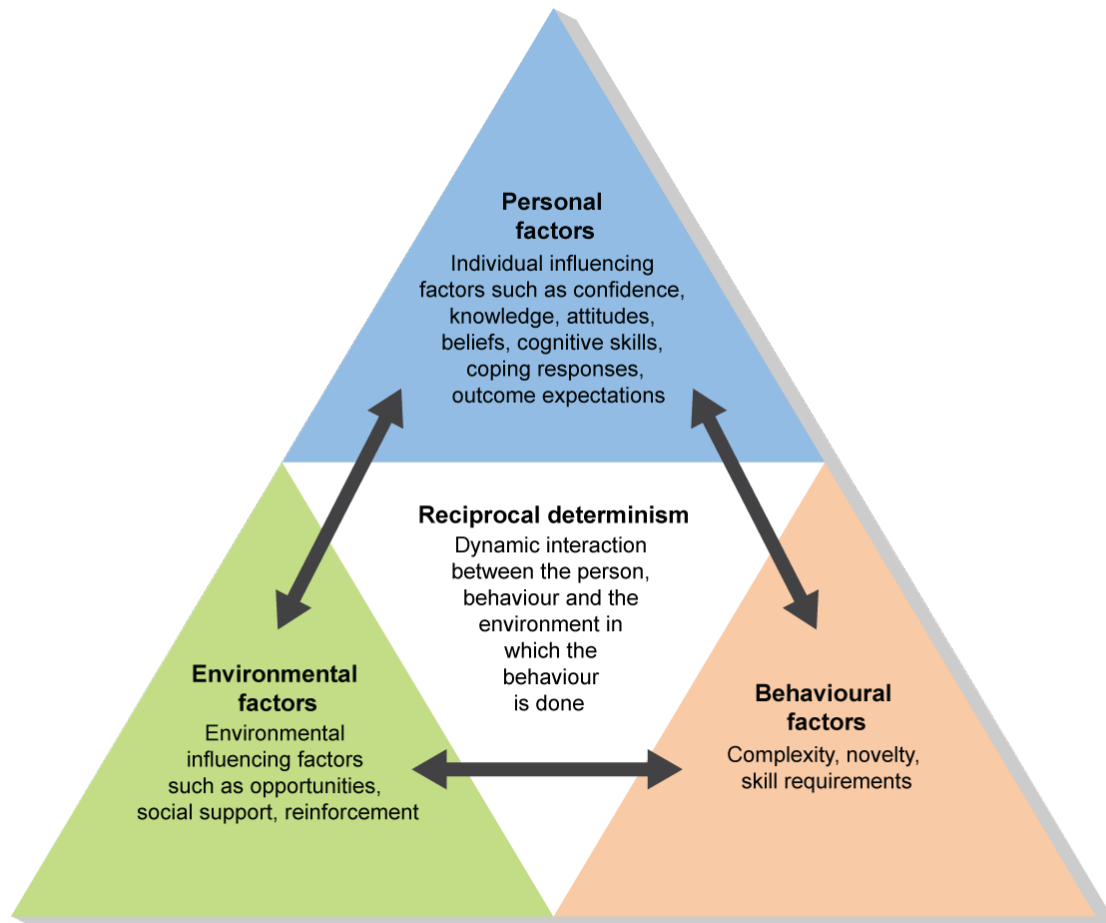 Personal
factors
Individual influencing
factors such as confidence,
knowledge, attitudes,
beliefs, cognitive skills,
coping responses,
outcome expectations
Reciprocal determinism
Dynamic interaction
between the person,
behaviour and the
environment in
which the
behaviour
is done
Environmental
factors
Environmental
influencing factors
such as opportunities,
social support, reinforcement
Behavioural
factors
Complexity, novelty,
skill requirements